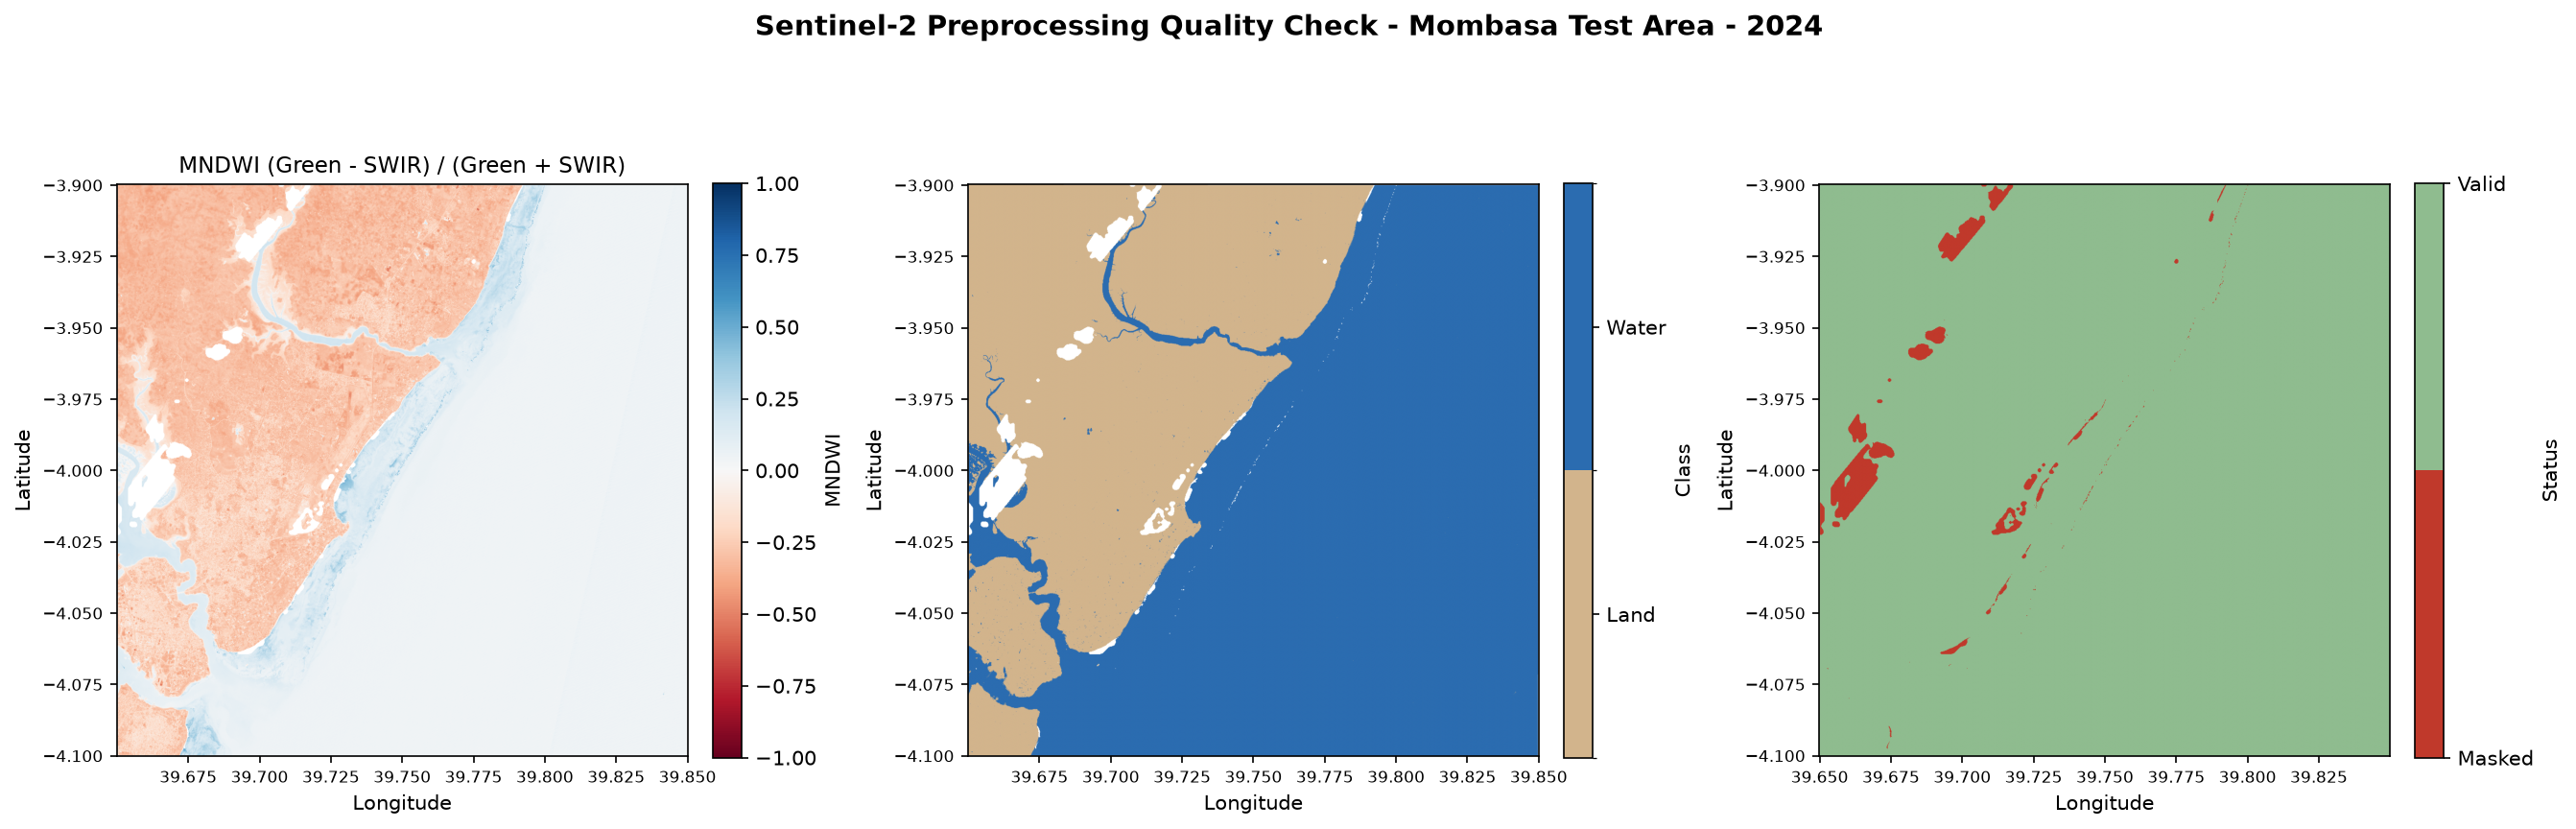 Sentinel-2 Preprocessing Quality Check - Mombasa Test Area - 2024
MNDWI (Green - SWIR) / (Green + SWIR)
−3.900
−3.925
−3.950
−3.975
−4.000
−4.025
−4.050
−4.075
−4.100
Latitude
39.675 39.700 39.725 39.750 39.775 39.800 39.825 39.850
Longitude
1.00
0.75
0.50
0.25
0.00
−0.25
−0.50
−0.75
−1.00
MNDWI
−3.900
−3.925
−3.950
−3.975
−4.000
−4.025
−4.050
−4.075
−4.100
Latitude
39.675 39.700 39.725 39.750 39.775 39.800 39.825 39.850
Longitude
Water
Land
Class
−3.900
−3.925
−3.950
−3.975
−4.000
−4.025
−4.050
−4.075
−4.100
Latitude
39.650 39.675 39.700 39.725 39.750 39.775 39.800 39.825
Longitude
Valid
Masked
Status